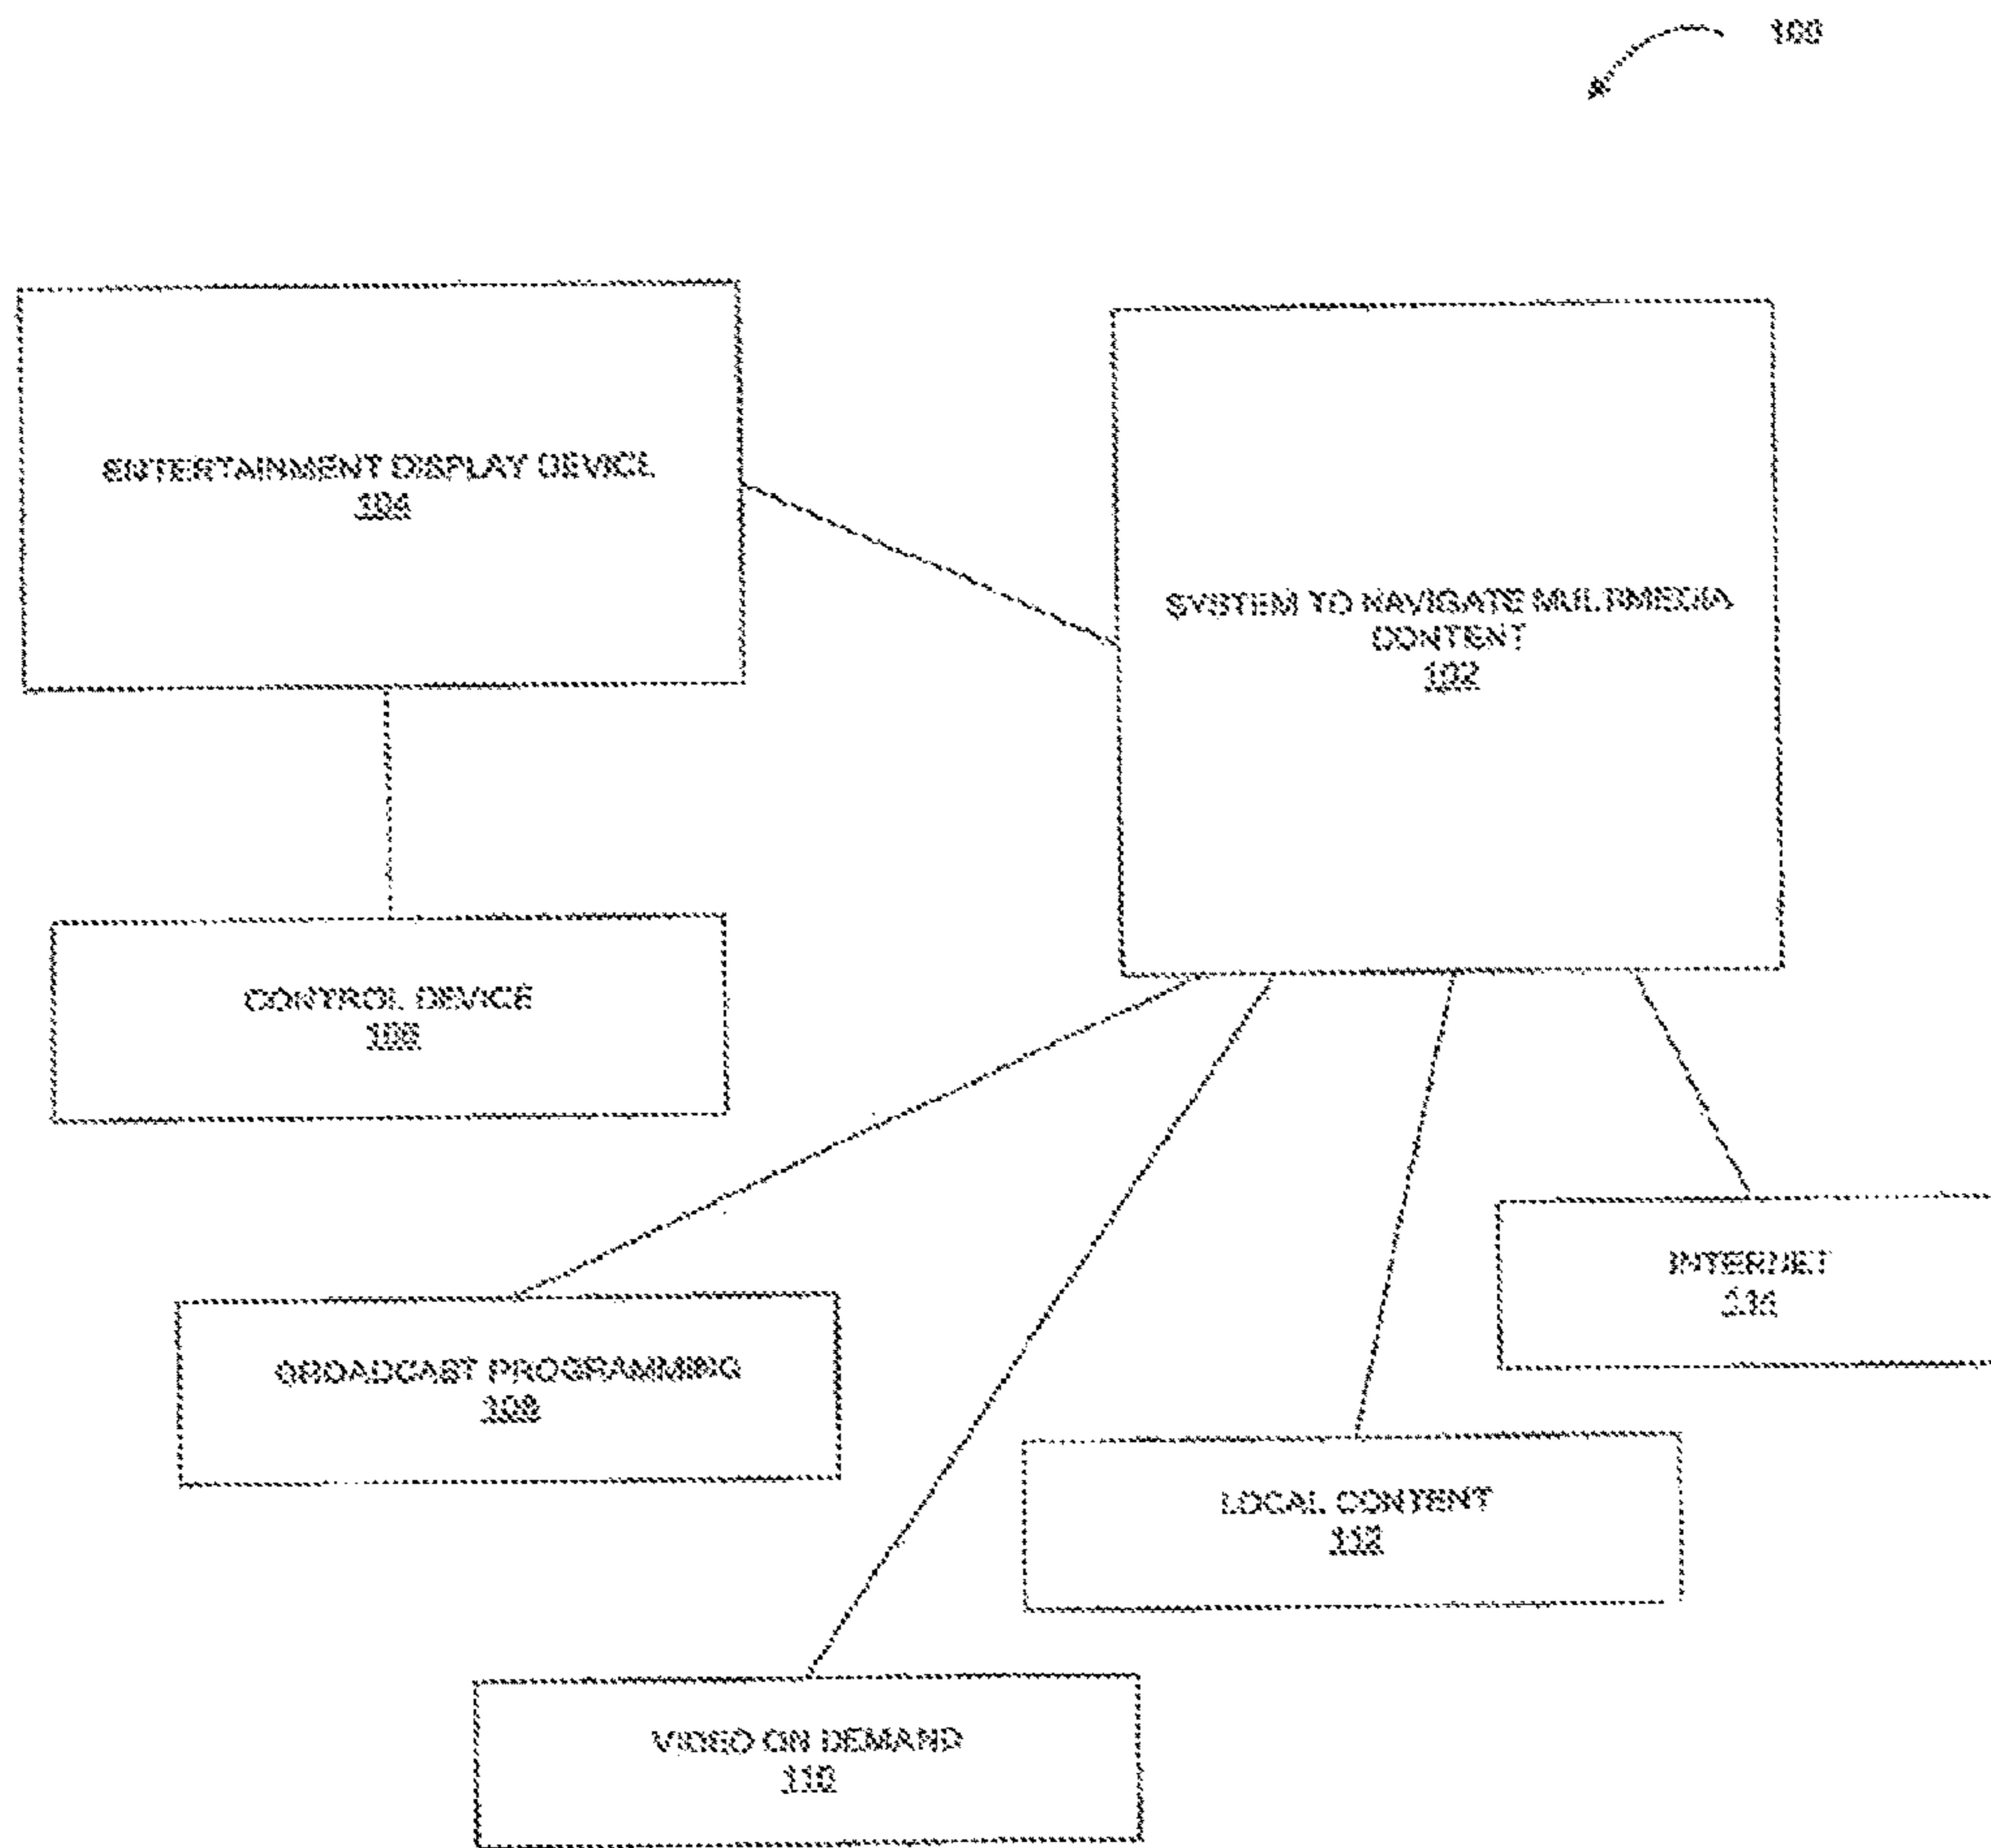 100
ENTERTAINMENT DISPLAY DEVICE
104
SYSTEM TO NAVIGATE MULTIMEDIA
CONTENT
102
CONTROL DEVICE
106
INTERNET
114
BROADCAST PROGRAMMING
108
LOCAL CONTENT
112
VIDEO ON DEMAND
110